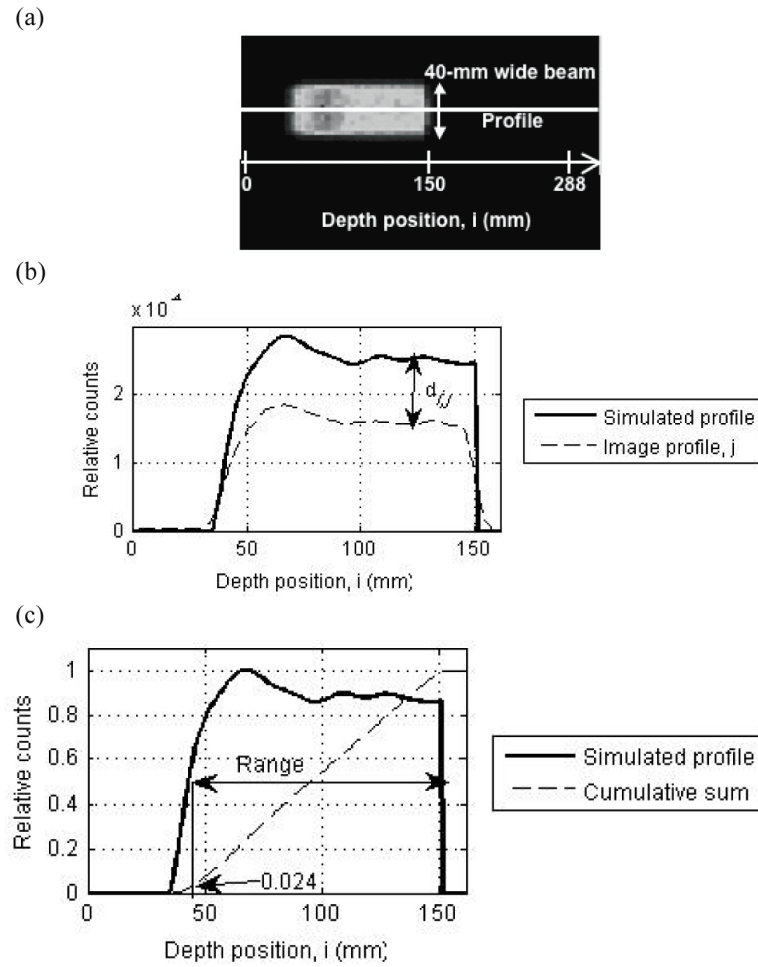 (a)
40-mm wide beam
Profile
0 150 288
Depth position, i (mm)
(b)
x 10⁻⁴
2
1
0
Relative counts
d_ij
0 50 100 150
Depth position, i (mm)
Simulated profile
Image profile, j
(c)
1
0.8
0.6
0.4
0.2
0
Relative counts
Range
0.024
0 50 100 150
Depth position, i (mm)
Simulated profile
Cumulative sum